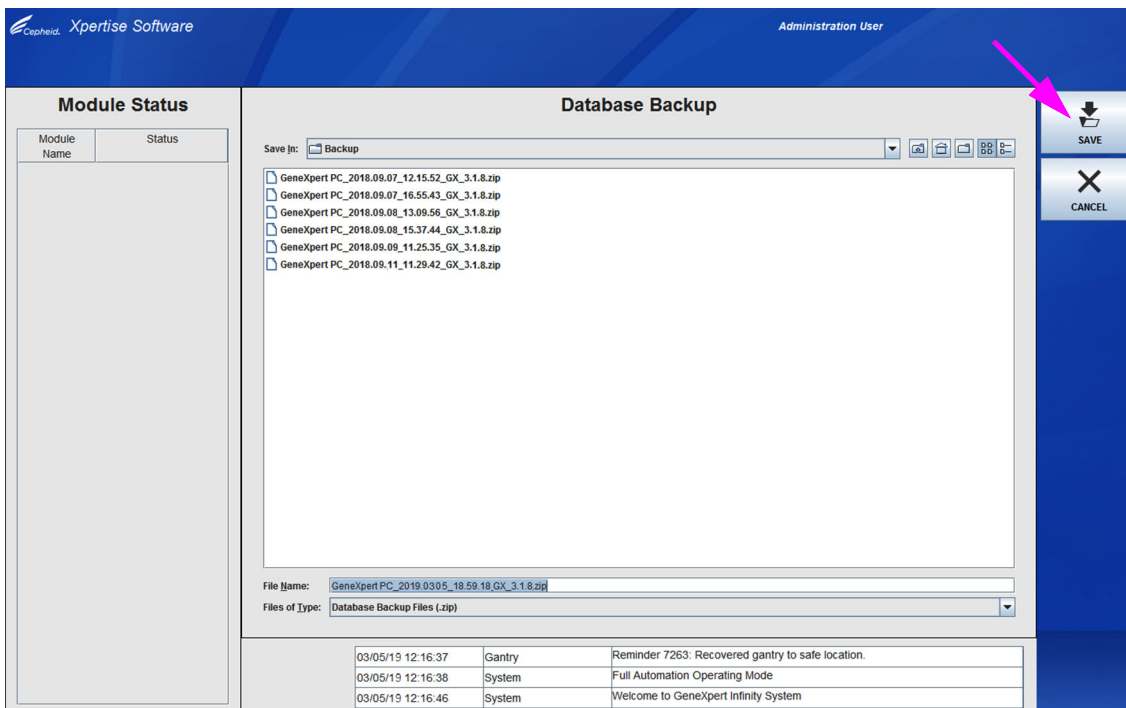 Cepheid. Xpertise Software
Administration User
Module Status
Module Name
Status
Database Backup
Save In: Backup
GeneXpert PC_2018.09.07_12.15.52_GX_3.1.8.zip
GeneXpert PC_2018.09.07_16.55.43_GX_3.1.8.zip
GeneXpert PC_2018.09.08_13.09.56_GX_3.1.8.zip
GeneXpert PC_2018.09.08_15.37.44_GX_3.1.8.zip
GeneXpert PC_2018.09.09_11.25.35_GX_3.1.8.zip
GeneXpert PC_2018.09.11_11.29.42_GX_3.1.8.zip
File Name: GeneXpert PC_2019.0305_18.59.18_GX_3.1.8.zip
Files of Type: Database Backup Files (.zip)
SAVE
CANCEL
03/05/19 12:16:37 Gantry Reminder 7263: Recovered gantry to safe location.
03/05/19 12:16:38 System Full Automation Operating Mode
03/05/19 12:16:46 System Welcome to GeneXpert Infinity System